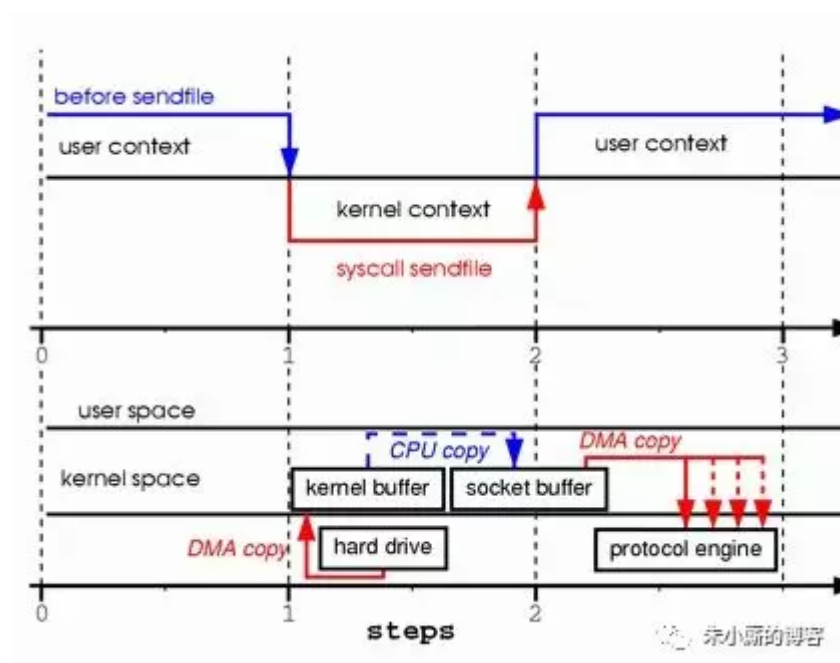 before sendfile
user context
user context
kernel context
syscall sendfile
0 1 2 3
user space
CPU copy
DMA copy
kernel space
kernel buffer
socket buffer
DMA copy
hard drive
protocol engine
0 1 2
steps
朱小厮的博客